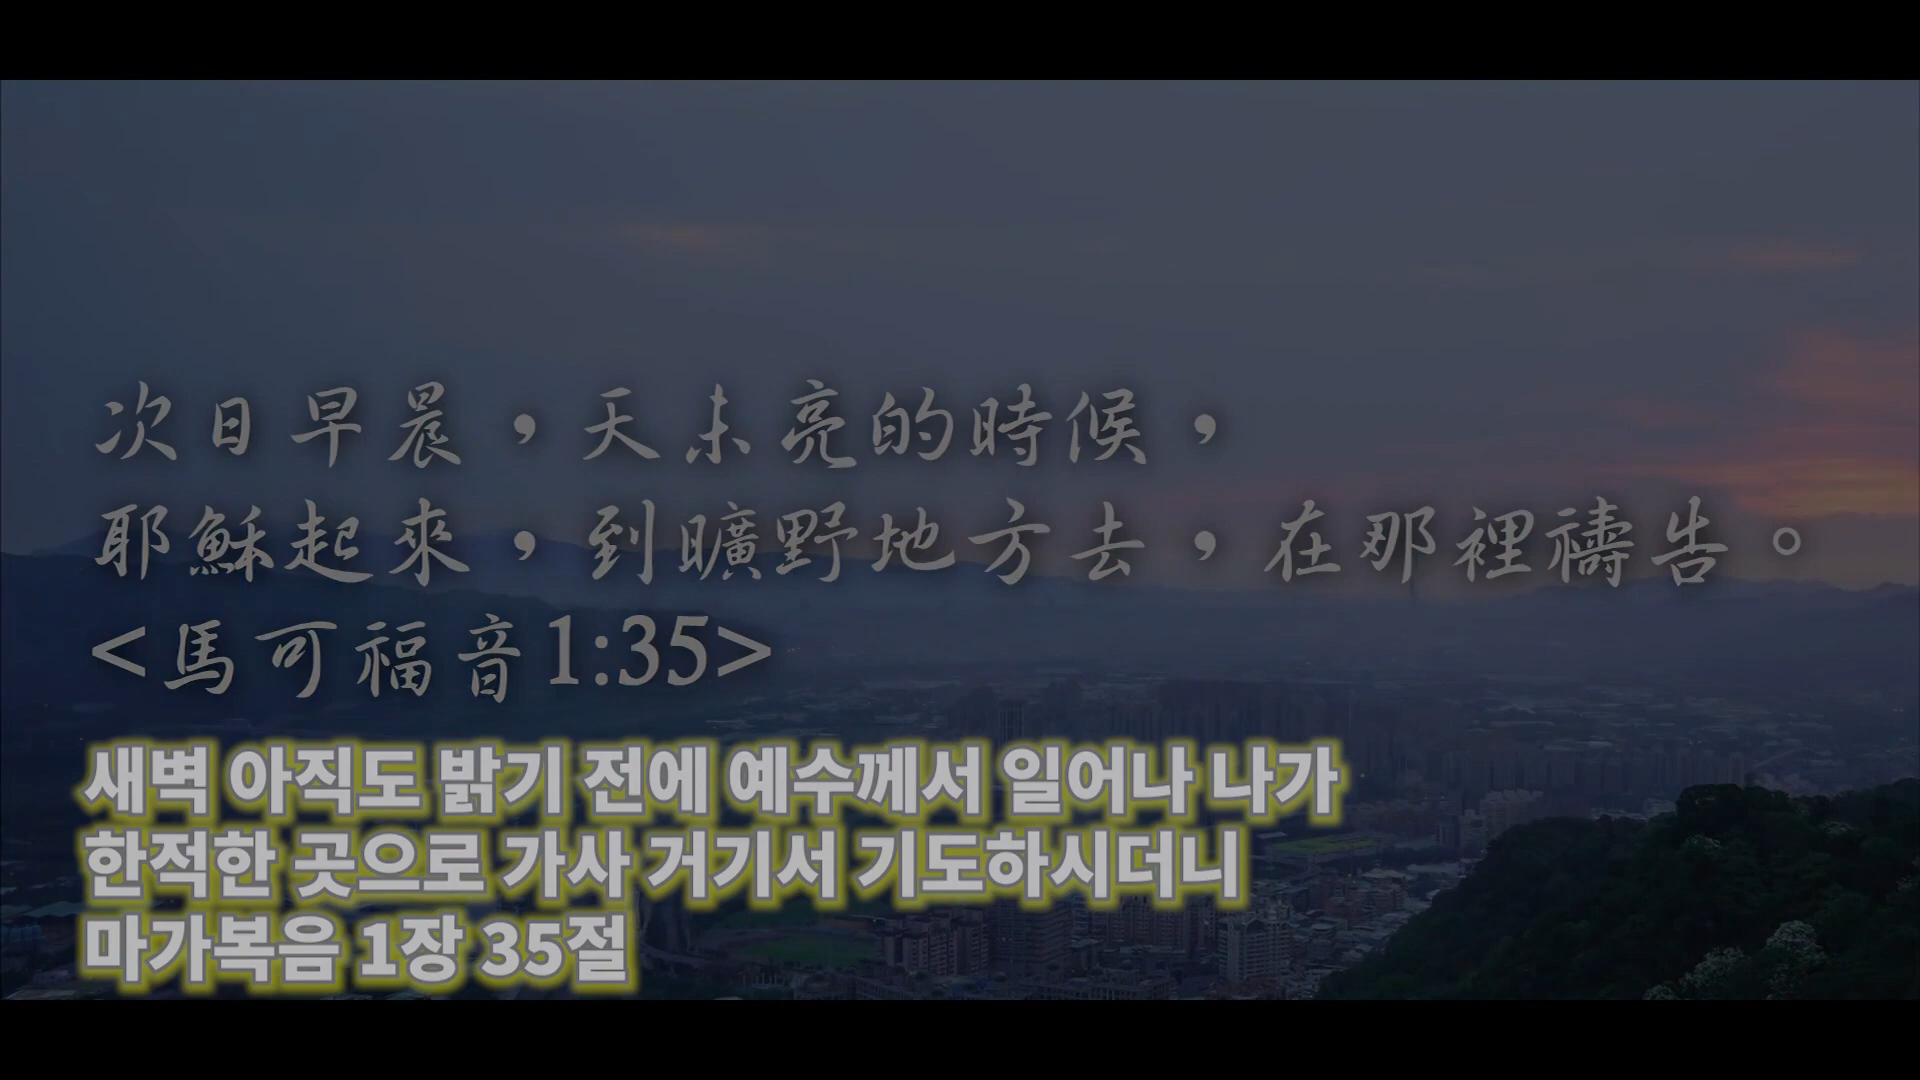 次日早晨，天未亮的時候，
耶穌起來，到曠野地方去，在那裡禱告。
<馬可福音1:35>
새벽 아직도 밝기 전에 예수께서 일어나 나가
한적한 곳으로 가사 거기서 기도하시더니
마가복음 1장 35절